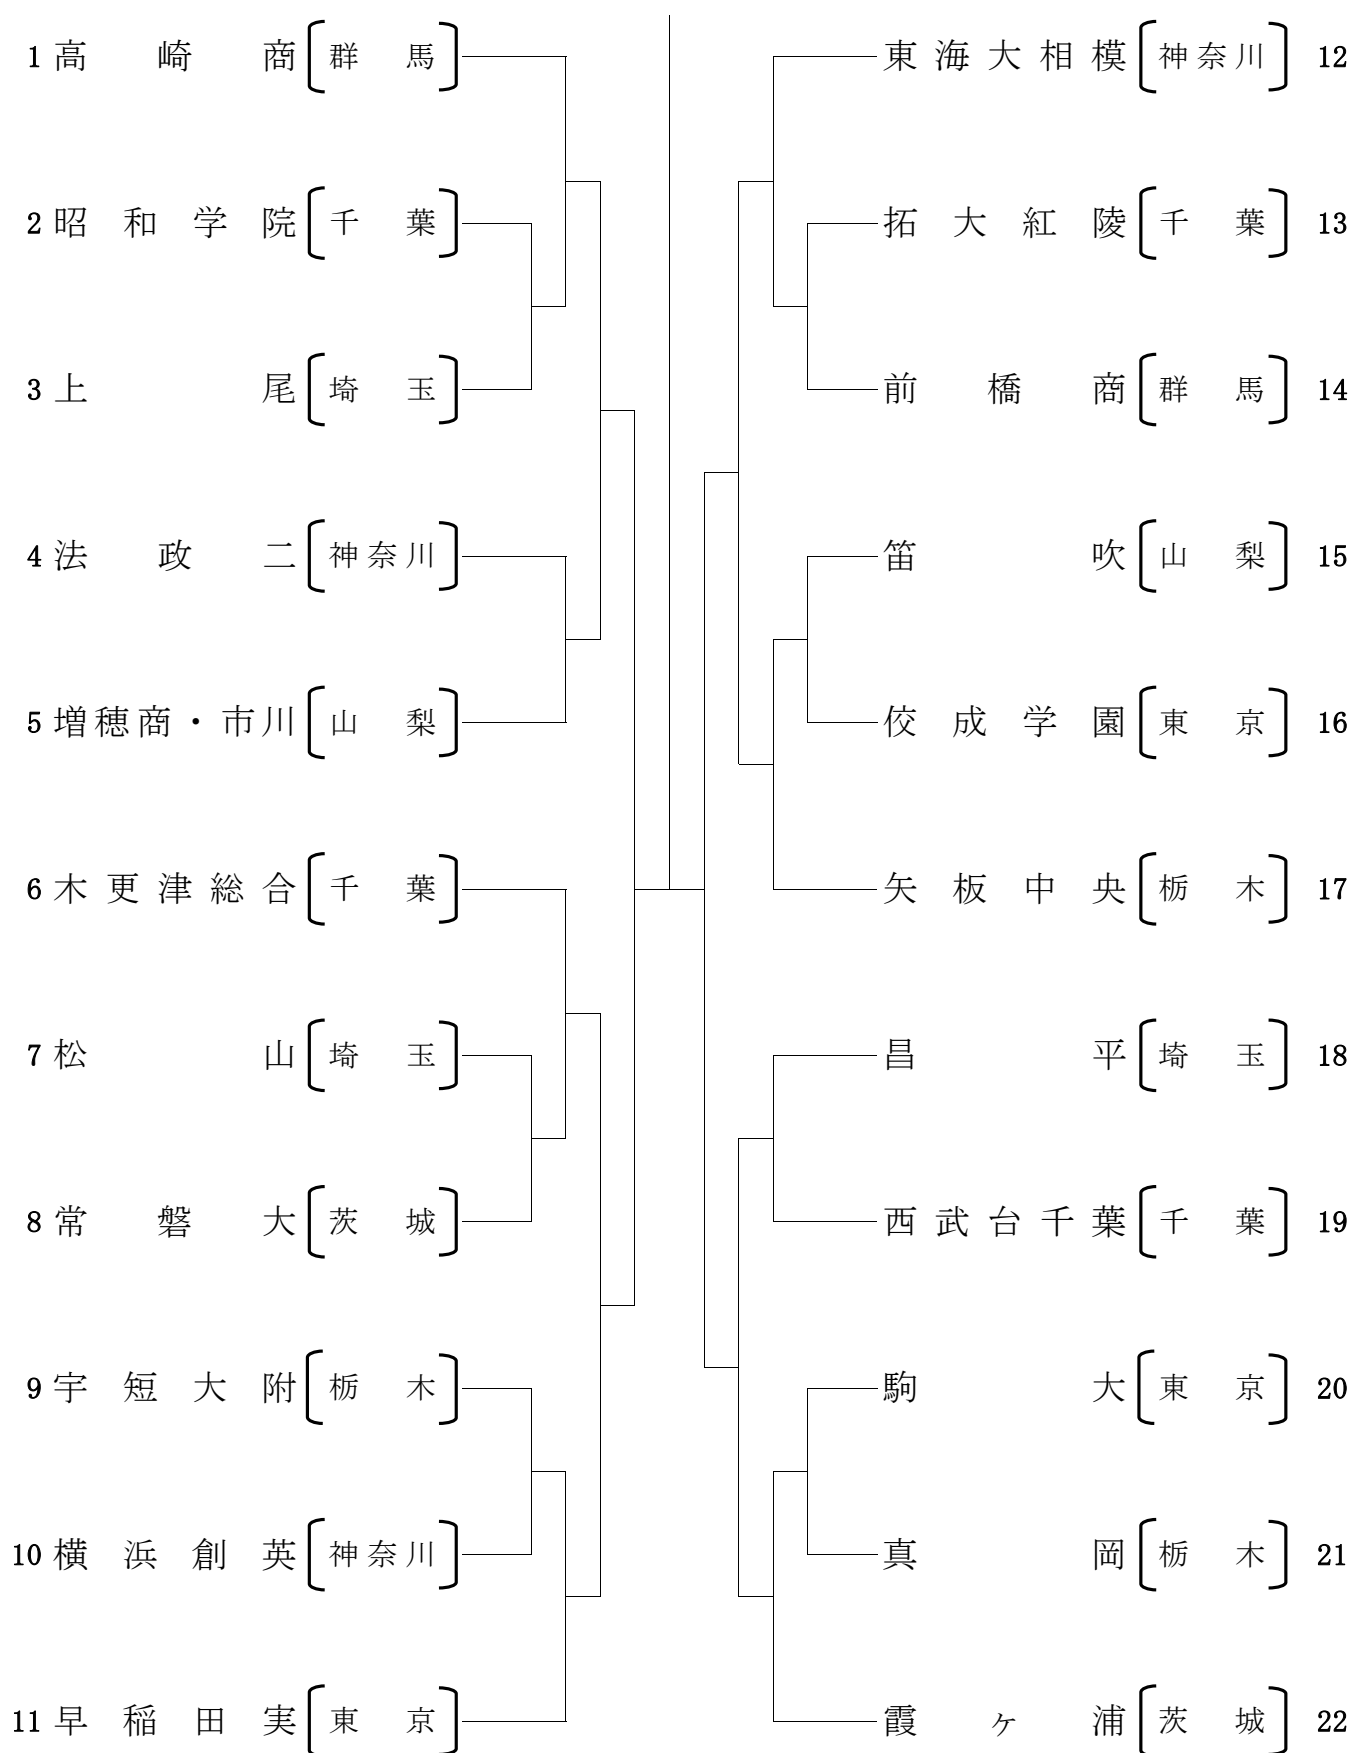 1 高崎商 [群馬]
2 昭和学院 [千葉]
3 上尾 [埼玉]
4 法政二 [神奈川]
5 増穂商・市川 [山梨]
6 木更津総合 [千葉]
7 松山 [埼玉]
8 常磐大 [茨城]
9 宇短大附 [栃木]
10 横浜創英 [神奈川]
11 早稲田実 [東京]
東海大相模 [神奈川] 12
拓大紅陵 [千葉] 13
前橋商 [群馬] 14
笛吹 [山梨] 15
佼成学園 [東京] 16
矢板中央 [栃木] 17
昌平 [埼玉] 18
西武台千葉 [千葉] 19
駒大 [東京] 20
真岡 [栃木] 21
霞ヶ浦 [茨城] 22